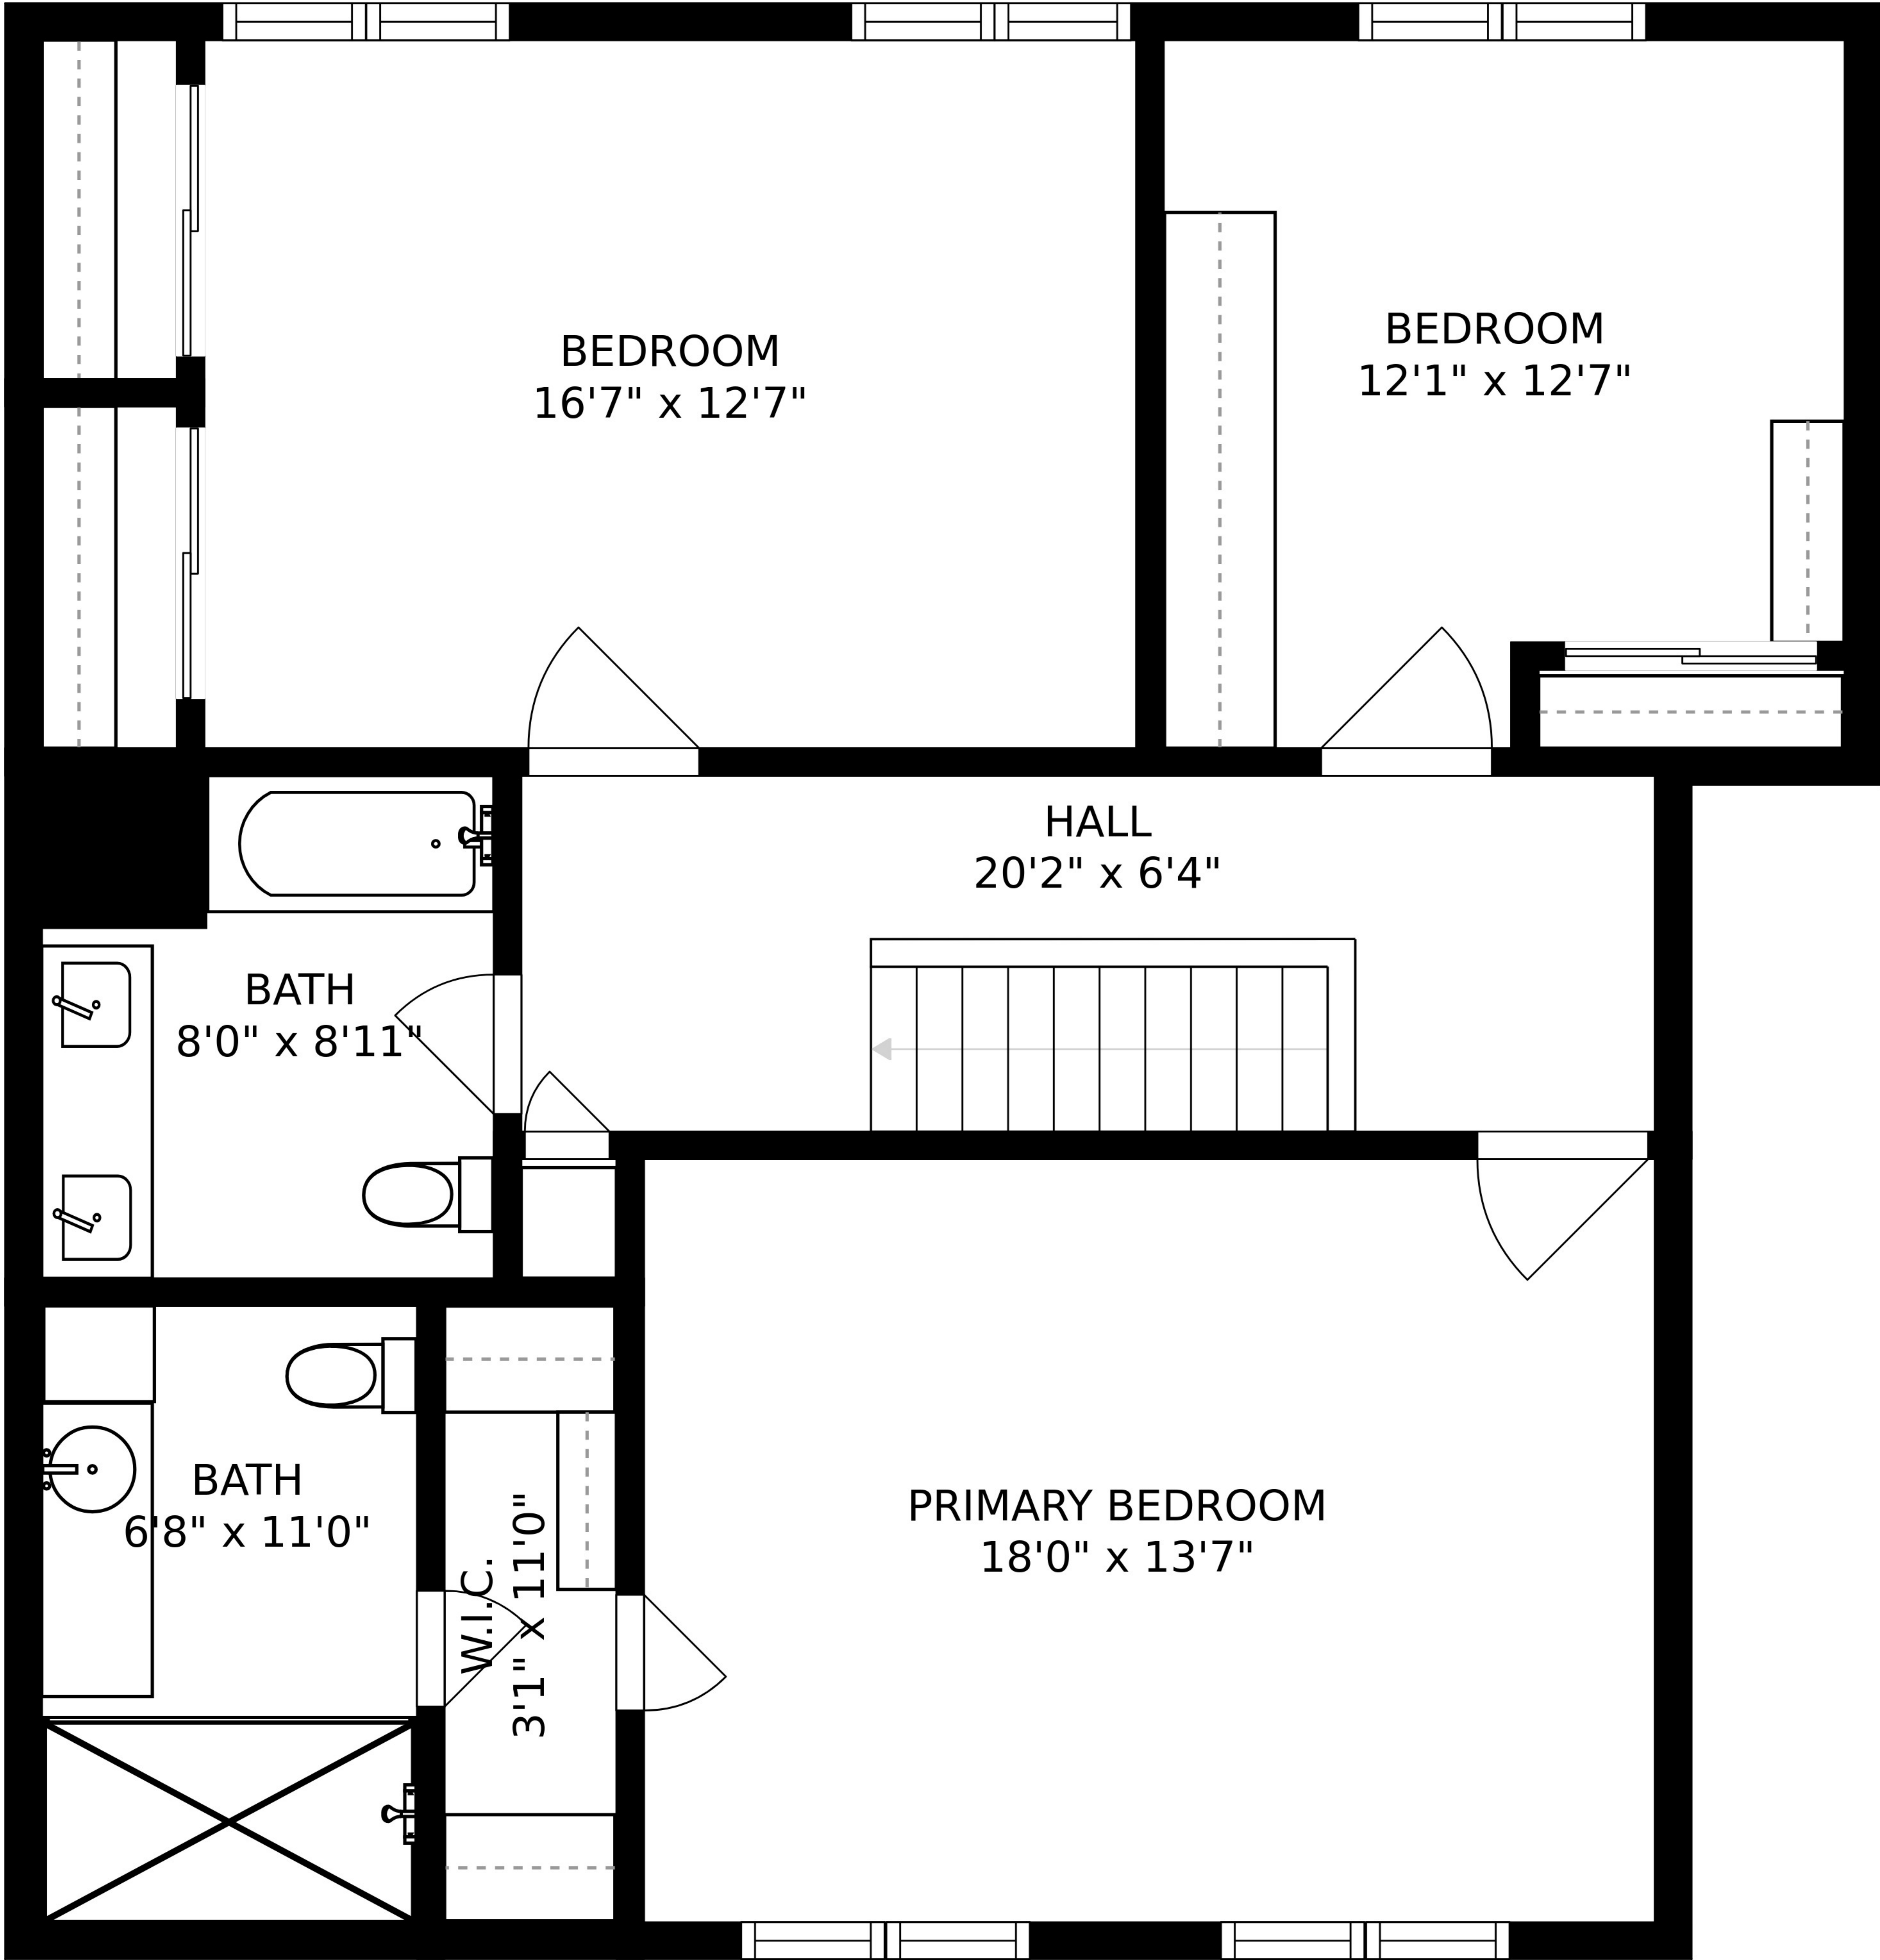 BEDROOM
16'7" x 12'7"
BEDROOM
12'1" x 12'7"
HALL
20'2" x 6'4"
BATH
8'0" x 8'11"
BATH
6'8" x 11'0"
W.I.C.
3'1" x 11'0"
PRIMARY BEDROOM
18'0" x 13'7"